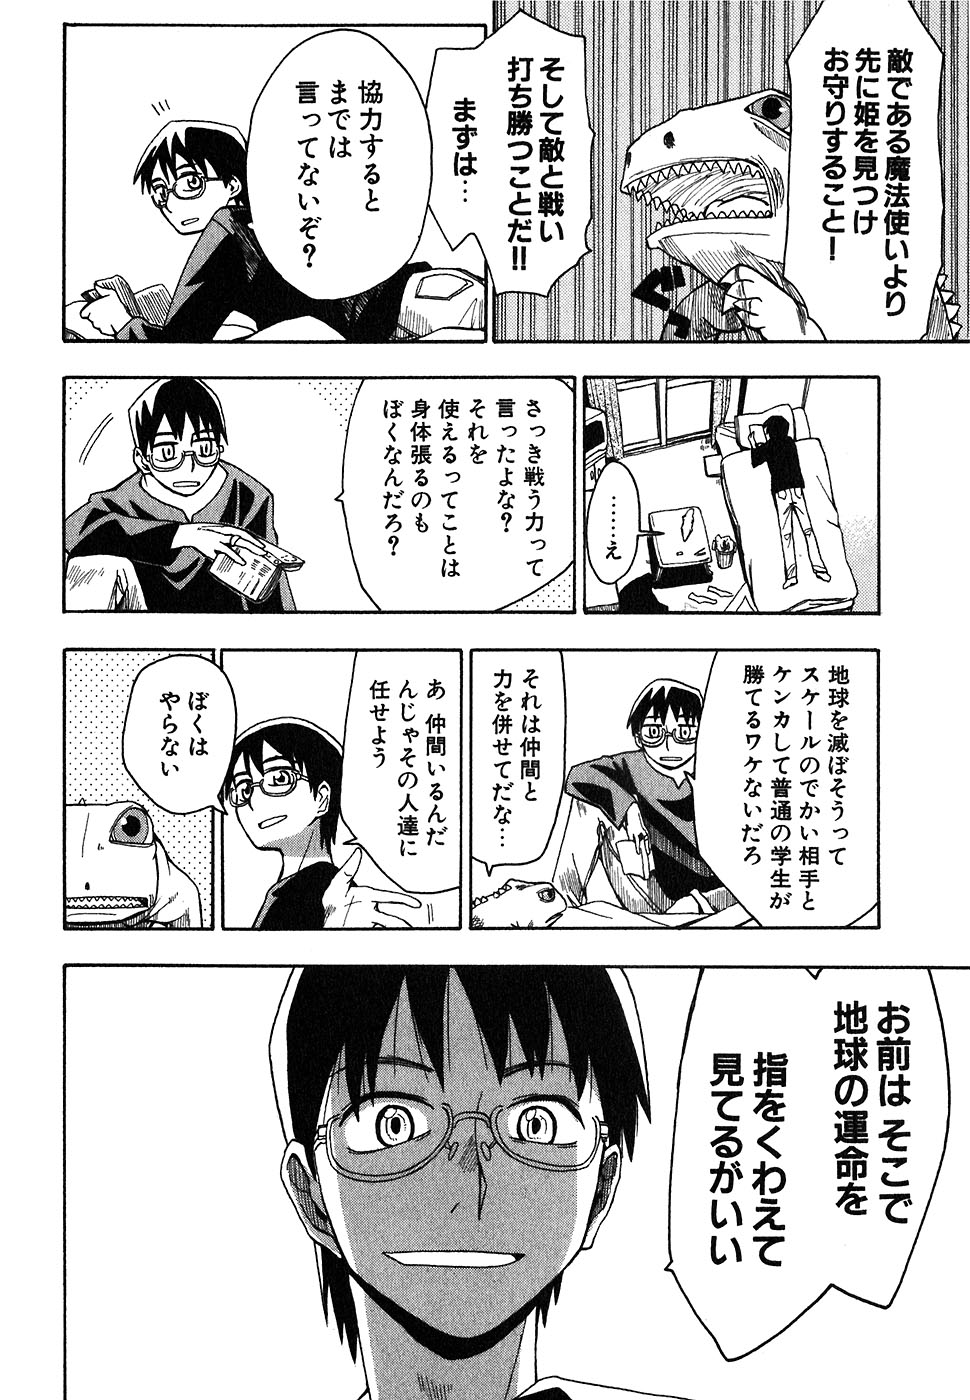 敵である魔法使いより
先に姫を見つけ
お守りすること!
そして敵と戦い
打ち勝つことだ!!
まずは…
協力すると
までは
言ってないぞ?
……え
さっき戦う力って
言ったよな?
それを
使えるってことは
身体張るのも
ぼくなんだろ?
地球を滅ぼそうって
スケールのでかい相手と
ケンカして普通の学生が
勝てるワケないだろ
それは仲間と
力を併せてだな…
あ 仲間いるんだ
んじゃその人達に
任せよう
ぼくは
やらない
お前は そこで
地球の運命を
指をくわえて
見てるがいい